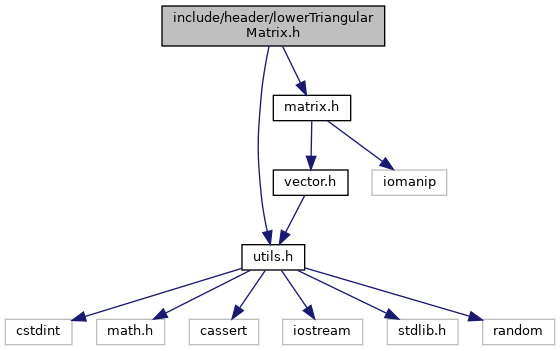 include/header/lowerTriangular
Matrix.h
matrix.h
vector.h
iomanip
utils.h
cstdint
math.h
cassert
iostream
stdlib.h
random